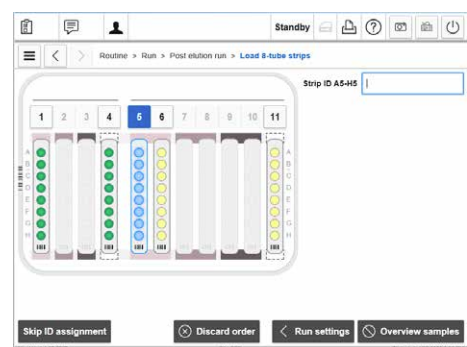 Standby
Routine > Run > Post elution run > Load 8-tube strips
Strip ID A5-H5
1 2 3 4 5 6 7 8 9 10 11
A A
B B
C C
D D
E E
F F
G G
H H
Skip ID assignment
Discard order
Run settings
Overview samples